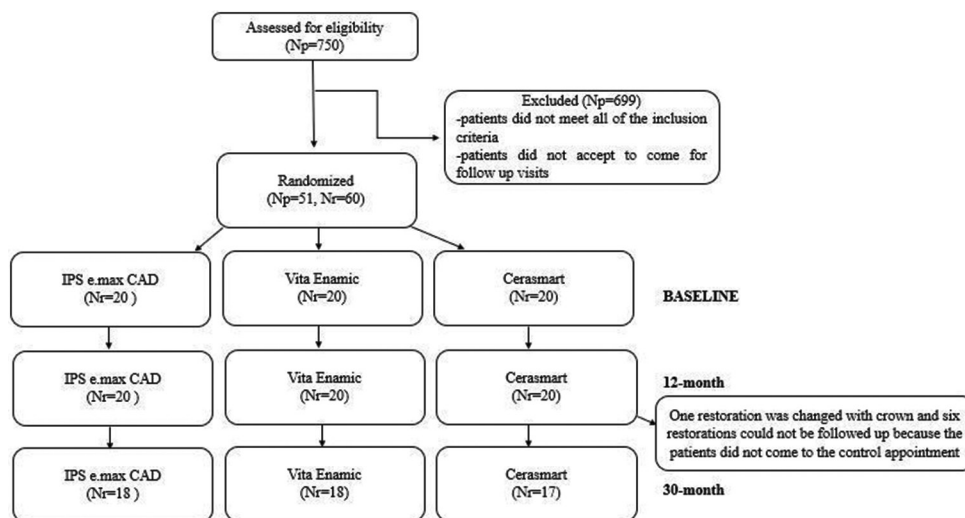 Assessed for eligibility
(Np=750)
Excluded (Np=699)
-patients did not meet all of the inclusion
criteria
-patients did not accept to come for
follow up visits
Randomized
(Np=51, Nr=60)
IPS e.max CAD
(Nr=20 )
Vita Enamic
(Nr=20)
Cerasmart
(Nr=20)
BASELINE
IPS e.max CAD
(Nr=20 )
Vita Enamic
(Nr=20)
Cerasmart
(Nr=20)
12-month
One restoration was changed with crown and six
restorations could not be followed up because the
patients did not come to the control appointment
IPS e.max CAD
(Nr=18 )
Vita Enamic
(Nr=18)
Cerasmart
(Nr=17)
30-month